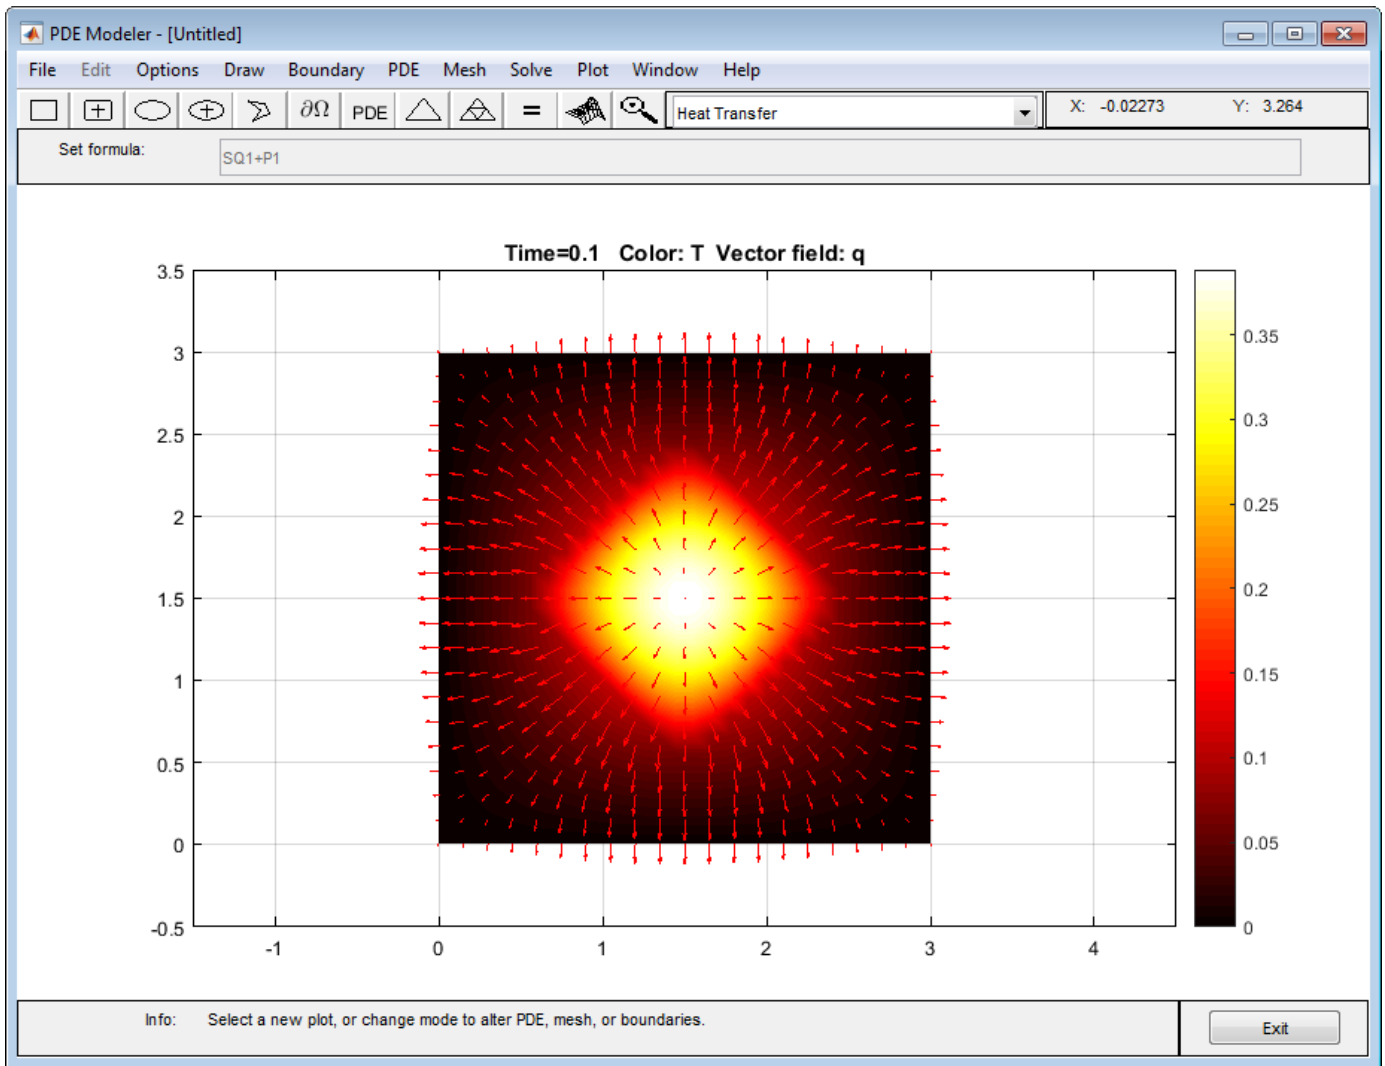 PDE Modeler - [Untitled]
File Edit Options Draw Boundary PDE Mesh Solve Plot Window Help
∂Ω PDE = Heat Transfer X: -0.02273 Y: 3.264
Set formula: SQ1+P1
Time=0.1 Color: T Vector field: q
3.5
3
2.5
2
1.5
1
0.5
0
-0.5
-1 0 1 2 3 4
0.35
0.3
0.25
0.2
0.15
0.1
0.05
0
Info: Select a new plot, or change mode to alter PDE, mesh, or boundaries.
Exit